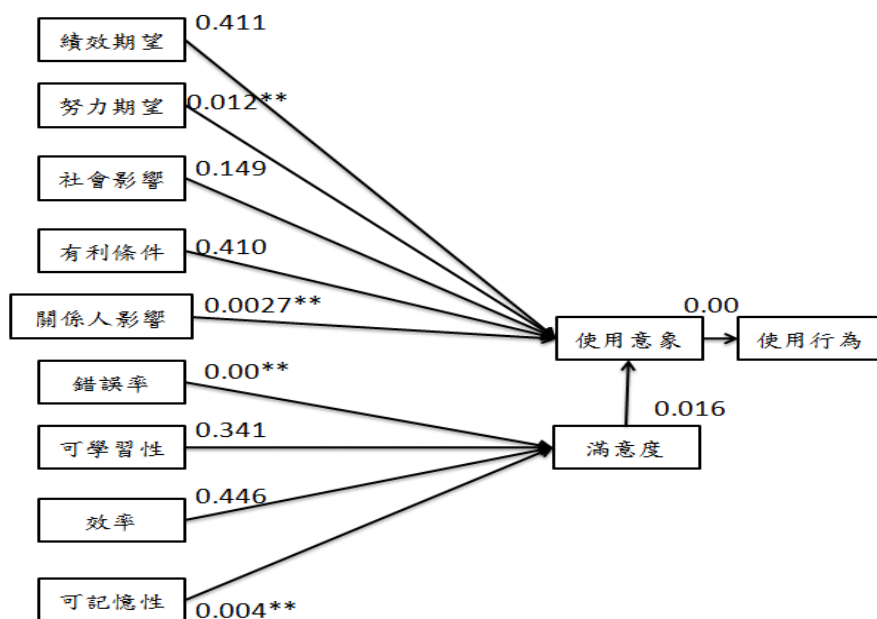 0.411
績效期望
0.012**
努力期望
0.149
社會影響
0.410
有利條件
0.0027**
關係人影響
0.00
使用意象
使用行為
0.00**
錯誤率
0.016
0.341
可學習性
滿意度
0.446
效率
可記憶性
0.004**